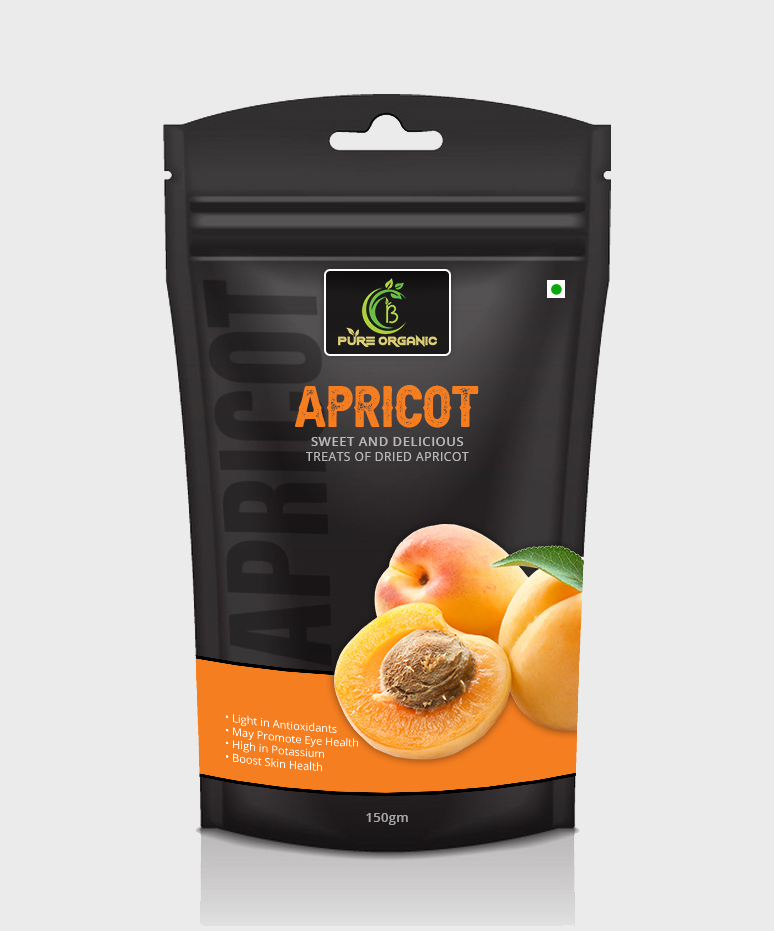 B
PURE ORGANIC
APRICOT
APRICOT
SWEET AND DELICIOUS
TREATS OF DRIED APRICOT
• Light in Antioxidants
• May Promote Eye Health
• High in Potassium
• Boost Skin Health
150gm